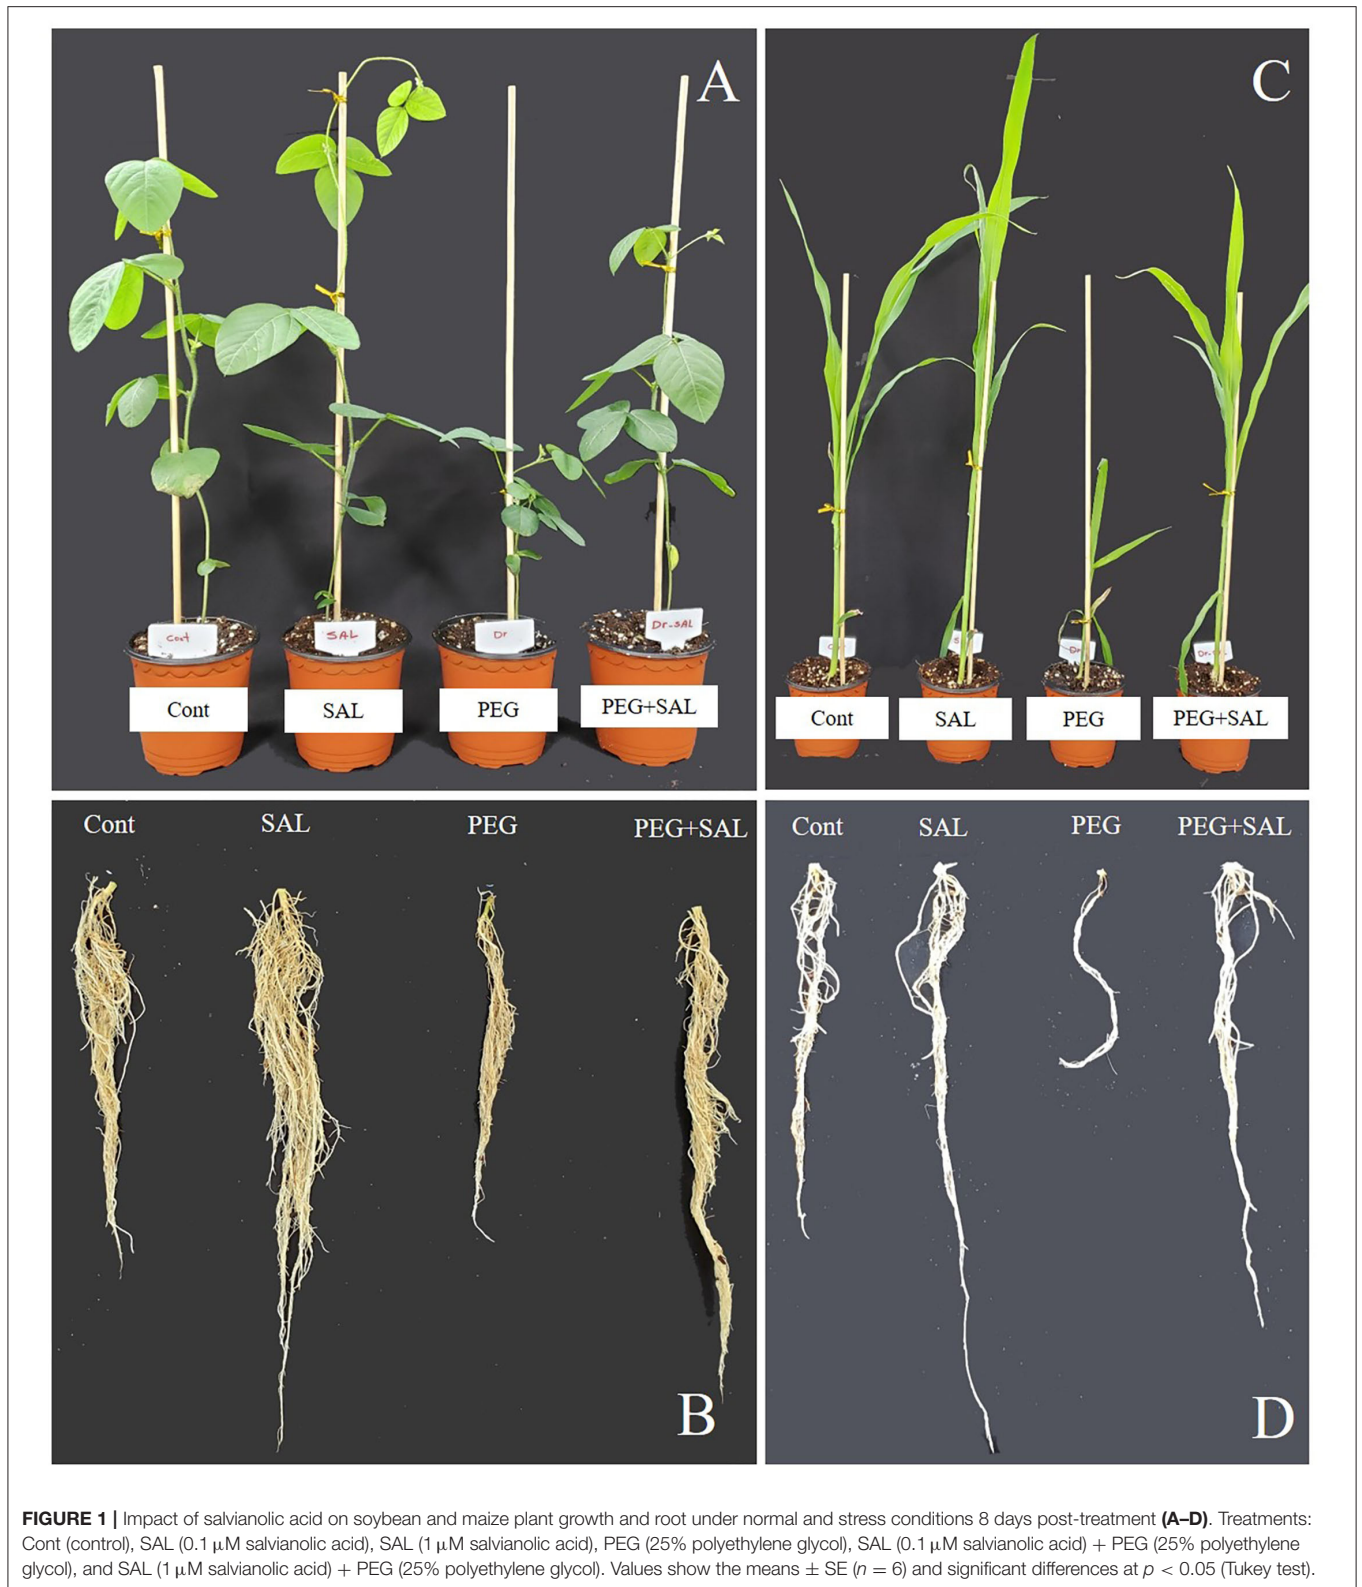 A
C
Cont
SAL
Dr
Dr-SAL
Cont
SAL
PEG
PEG+SAL
Cont
SAL
PEG
PEG+SAL
Cont
SAL
PEG
PEG+SAL
Cont
SAL
PEG
PEG+SAL
B
D
FIGURE 1 | Impact of salvianolic acid on soybean and maize plant growth and root under normal and stress conditions 8 days post-treatment (A–D). Treatments:
Cont (control), SAL (0.1 μM salvianolic acid), SAL (1 μM salvianolic acid), PEG (25% polyethylene glycol), SAL (0.1 μM salvianolic acid) + PEG (25% polyethylene
glycol), and SAL (1 μM salvianolic acid) + PEG (25% polyethylene glycol). Values show the means ± SE (n = 6) and significant differences at p < 0.05 (Tukey test).